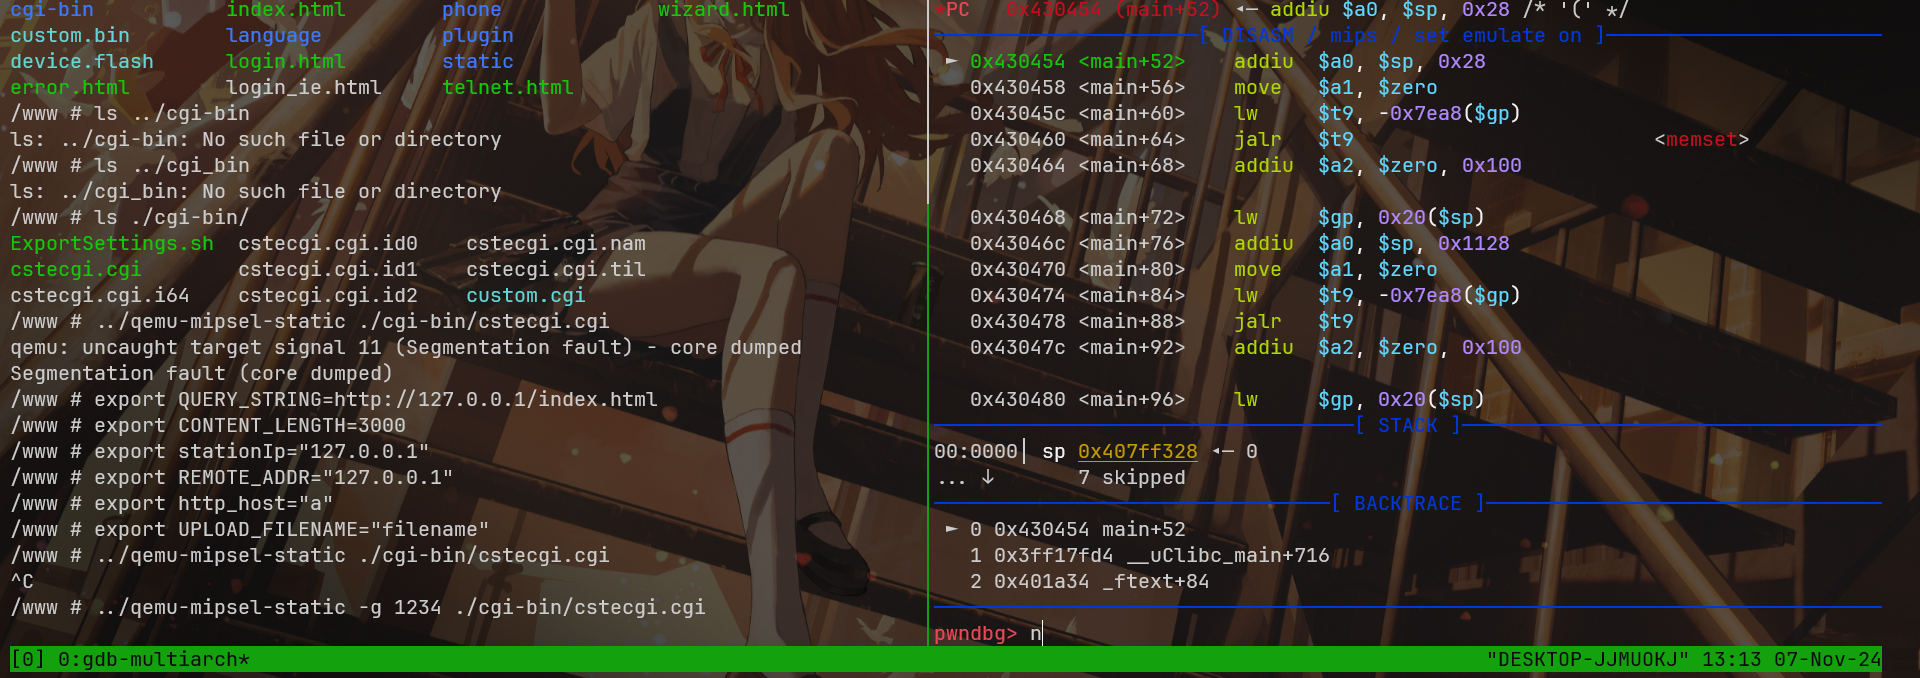 cgi-bin index.html phone wizard.html
custom.bin language plugin
device.flash login.html static
error.html login_ie.html telnet.html
/www # ls ../cgi-bin
ls: ../cgi-bin: No such file or directory
/www # ls ../cgi_bin
ls: ../cgi_bin: No such file or directory
/www # ls ./cgi-bin/
ExportSettings.sh cstecgi.cgi.id0 cstecgi.cgi.nam
cstecgi.cgi cstecgi.cgi.id1 cstecgi.cgi.til
cstecgi.cgi.i64 cstecgi.cgi.id2 custom.cgi
/www # ../qemu-mipsel-static ./cgi-bin/cstecgi.cgi
qemu: uncaught target signal 11 (Segmentation fault) - core dumped
Segmentation fault (core dumped)
/www # export QUERY_STRING=http://127.0.0.1/index.html
/www # export CONTENT_LENGTH=3000
/www # export stationIp="127.0.0.1"
/www # export REMOTE_ADDR="127.0.0.1"
/www # export http_host="a"
/www # export UPLOAD_FILENAME="filename"
/www # ../qemu-mipsel-static ./cgi-bin/cstecgi.cgi
^C
/www # ../qemu-mipsel-static -g 1234 ./cgi-bin/cstecgi.cgi
*PC 0x430454 (main+52) ◂— addiu $a0, $sp, 0x28 /* '(' */
[ DISASM / mips / set emulate on ]
► 0x430454 <main+52> addiu $a0, $sp, 0x28
0x430458 <main+56> move $a1, $zero
0x43045c <main+60> lw $t9, -0x7ea8($gp)
0x430460 <main+64> jalr $t9 <memset>
0x430464 <main+68> addiu $a2, $zero, 0x100
0x430468 <main+72> lw $gp, 0x20($sp)
0x43046c <main+76> addiu $a0, $sp, 0x1128
0x430470 <main+80> move $a1, $zero
0x430474 <main+84> lw $t9, -0x7ea8($gp)
0x430478 <main+88> jalr $t9
0x43047c <main+92> addiu $a2, $zero, 0x100
0x430480 <main+96> lw $gp, 0x20($sp)
[ STACK ]
00:0000│ sp 0x407ff328 ◂— 0
... ↓ 7 skipped
[ BACKTRACE ]
► 0 0x430454 main+52
1 0x3ff17fd4 __uClibc_main+716
2 0x401a34 _ftext+84
pwndbg> n
[0] 0:gdb-multiarch* "DESKTOP-JJMUOKJ" 13:13 07-Nov-24